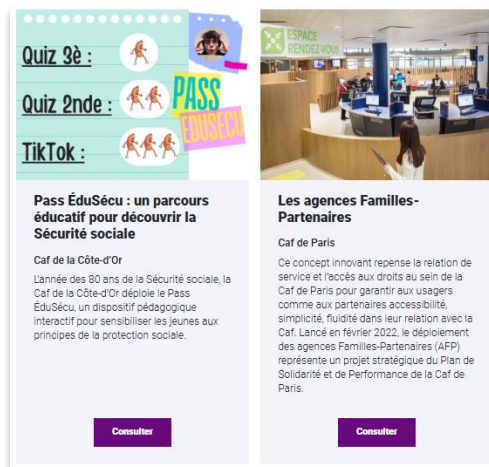 Quiz 3è :
Quiz 2nde :
TikTok :
PASS
ÉDUSÉCU
ESPACE
RENDEZ-VOUS
Pass ÉduSécu : un parcours
éducatif pour découvrir la
Sécurité sociale
Caf de la Côte-d'Or
L'année des 80 ans de la Sécurité sociale, la
Caf de la Côte-d'Or déploie le Pass
ÉduSécu, un dispositif pédagogique
interactif pour sensibiliser les jeunes aux
principes de la protection sociale.
Consulter
Les agences Familles-
Partenaires
Caf de Paris
Ce concept innovant repense la relation de
service et l'accès aux droits au sein de la
Caf de Paris pour garantir aux usagers
comme aux partenaires accessibilité,
simplicité, fluidité dans leur relation avec la
Caf. Lancé en février 2022, le déploiement
des agences Familles-Partenaires (AFP)
représente un projet stratégique du Plan de
Solidarité et de Performance de la Caf de
Paris.
Consulter